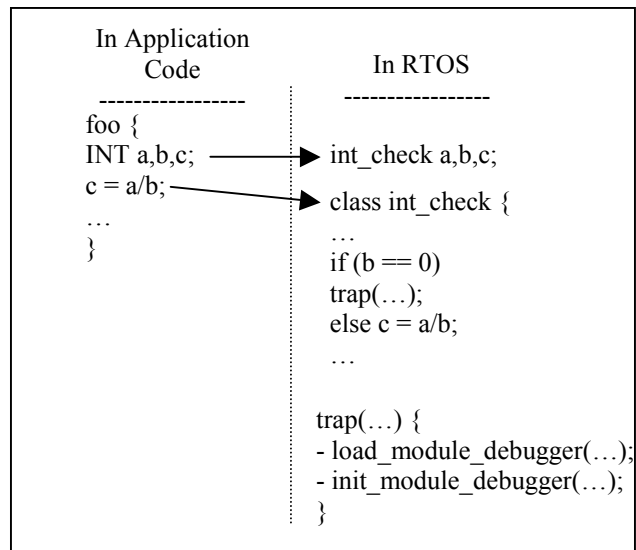 In Application
Code
-----------------
foo {
INT a,b,c;
c = a/b;
…
}
In RTOS
-----------------
int_check a,b,c;
class int_check {
…
if (b == 0)
trap(…);
else c = a/b;
…
trap(…) {
- load_module_debugger(…);
- init_module_debugger(…);
}